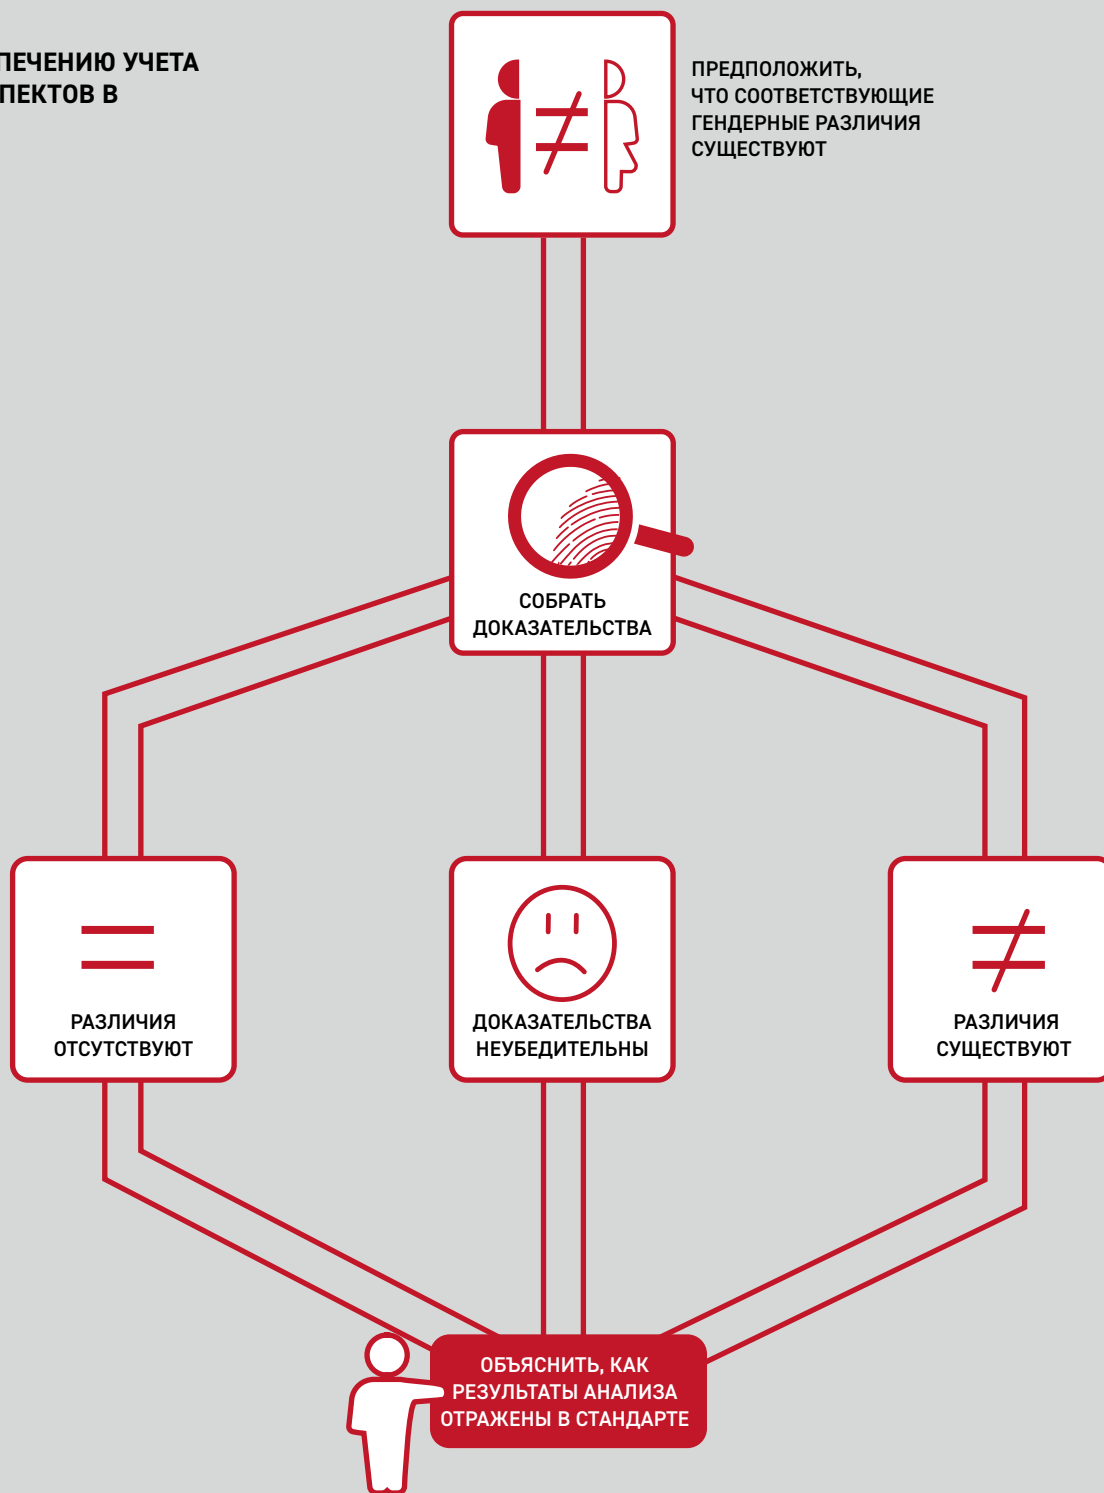 ПЕЧЕНИЮ УЧЕТА
ПЕКТОВ В
ПРЕДПОЛОЖИТЬ,
ЧТО СООТВЕТСТВУЮЩИЕ
ГЕНДЕРНЫЕ РАЗЛИЧИЯ
СУЩЕСТВУЮТ
СОБРАТЬ
ДОКАЗАТЕЛЬСТВА
РАЗЛИЧИЯ
ОТСУТСТВУЮТ
ДОКАЗАТЕЛЬСТВА
НЕУБЕДИТЕЛЬНЫ
РАЗЛИЧИЯ
СУЩЕСТВУЮТ
ОБЪЯСНИТЬ, КАК
РЕЗУЛЬТАТЫ АНАЛИЗА
ОТРАЖЕНЫ В СТАНДАРТЕ